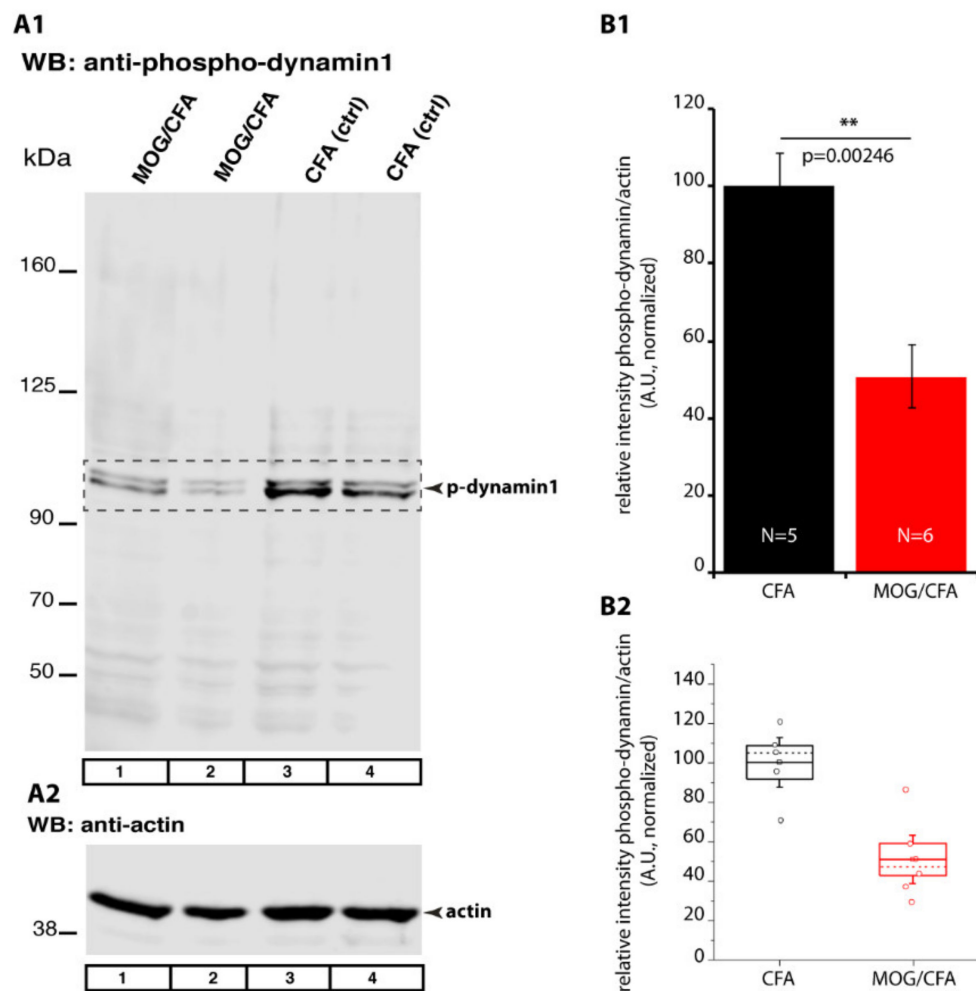 A1
WB: anti-phospho-dynamin1
kDa
MOG/CFA
MOG/CFA
CFA (ctrl)
CFA (ctrl)
160
125
90
70
50
p-dynamin1
1 2 3 4
A2
WB: anti-actin
38
actin
1 2 3 4
B1
relative intensity phospho-dynamin/actin
(A.U., normalized)
120
100
80
60
40
20
0
**
p=0.00246
N=5
N=6
CFA
MOG/CFA
B2
relative intensity phospho-dynamin/actin
(A.U., normalized)
140
120
100
80
60
40
20
0
CFA
MOG/CFA